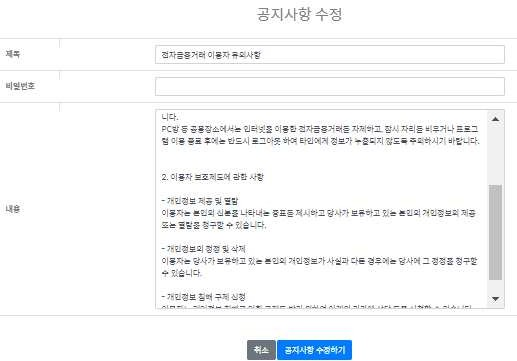 공지사항 수정
제목
전자금융거래 이용자 유의사항
비밀번호
니다.
PC방 등 공용장소에서는 인터넷을 이용한 전자금융거래를 자제하고, 잠시 자리를 비우거나 프로그
램 이용 종료 후에는 반드시 로그아웃 하여 타인에게 정보가 누출되지 않도록 주의하시기 바랍니다.
2. 이용자 보호제도에 관한 사항
- 개인정보 제공 및 열람
이용자는 본인의 신분을 나타내는 증표를 제시하고 당사가 보유하고 있는 본인의 개인정보의 제공
또는 열람을 청구할 수 있습니다.
내용
- 개인정보의 정정 및 삭제
이용자는 당사가 보유하고 있는 본인의 개인정보가 사실과 다른 경우에는 당사에 그 정정을 청구할
수 있습니다.
- 개인정보 침해 구제 신청
취소
공지사항 수정하기